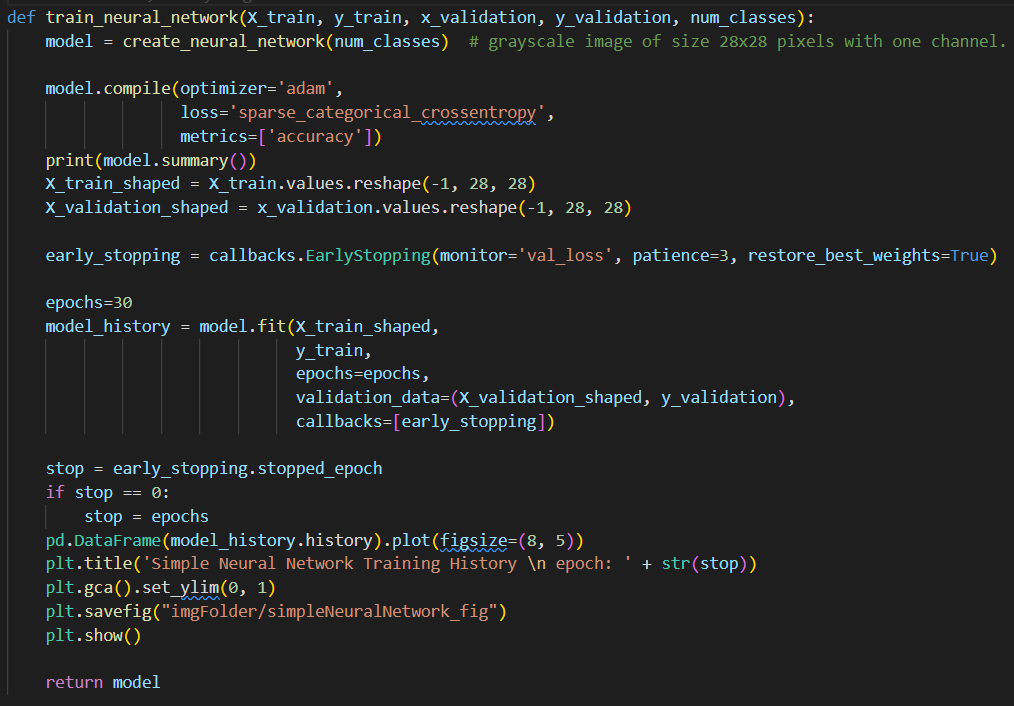 def train_neural_network(X_train, y_train, x_validation, y_validation, num_classes):
    model = create_neural_network(num_classes)  # grayscale image of size 28x28 pixels with one channel.

    model.compile(optimizer='adam',
                  loss='sparse_categorical_crossentropy',
                  metrics=['accuracy'])
    print(model.summary())
    X_train_shaped = X_train.values.reshape(-1, 28, 28)
    X_validation_shaped = x_validation.values.reshape(-1, 28, 28)

    early_stopping = callbacks.EarlyStopping(monitor='val_loss', patience=3, restore_best_weights=True)

    epochs=30
    model_history = model.fit(X_train_shaped,
                              y_train,
                              epochs=epochs,
                              validation_data=(X_validation_shaped, y_validation),
                              callbacks=[early_stopping])

    stop = early_stopping.stopped_epoch
    if stop == 0:
        stop = epochs
    pd.DataFrame(model_history.history).plot(figsize=(8, 5))
    plt.title('Simple Neural Network Training History \n epoch: ' + str(stop))
    plt.gca().set_ylim(0, 1)
    plt.savefig("imgFolder/simpleNeuralNetwork_fig")
    plt.show()

    return model